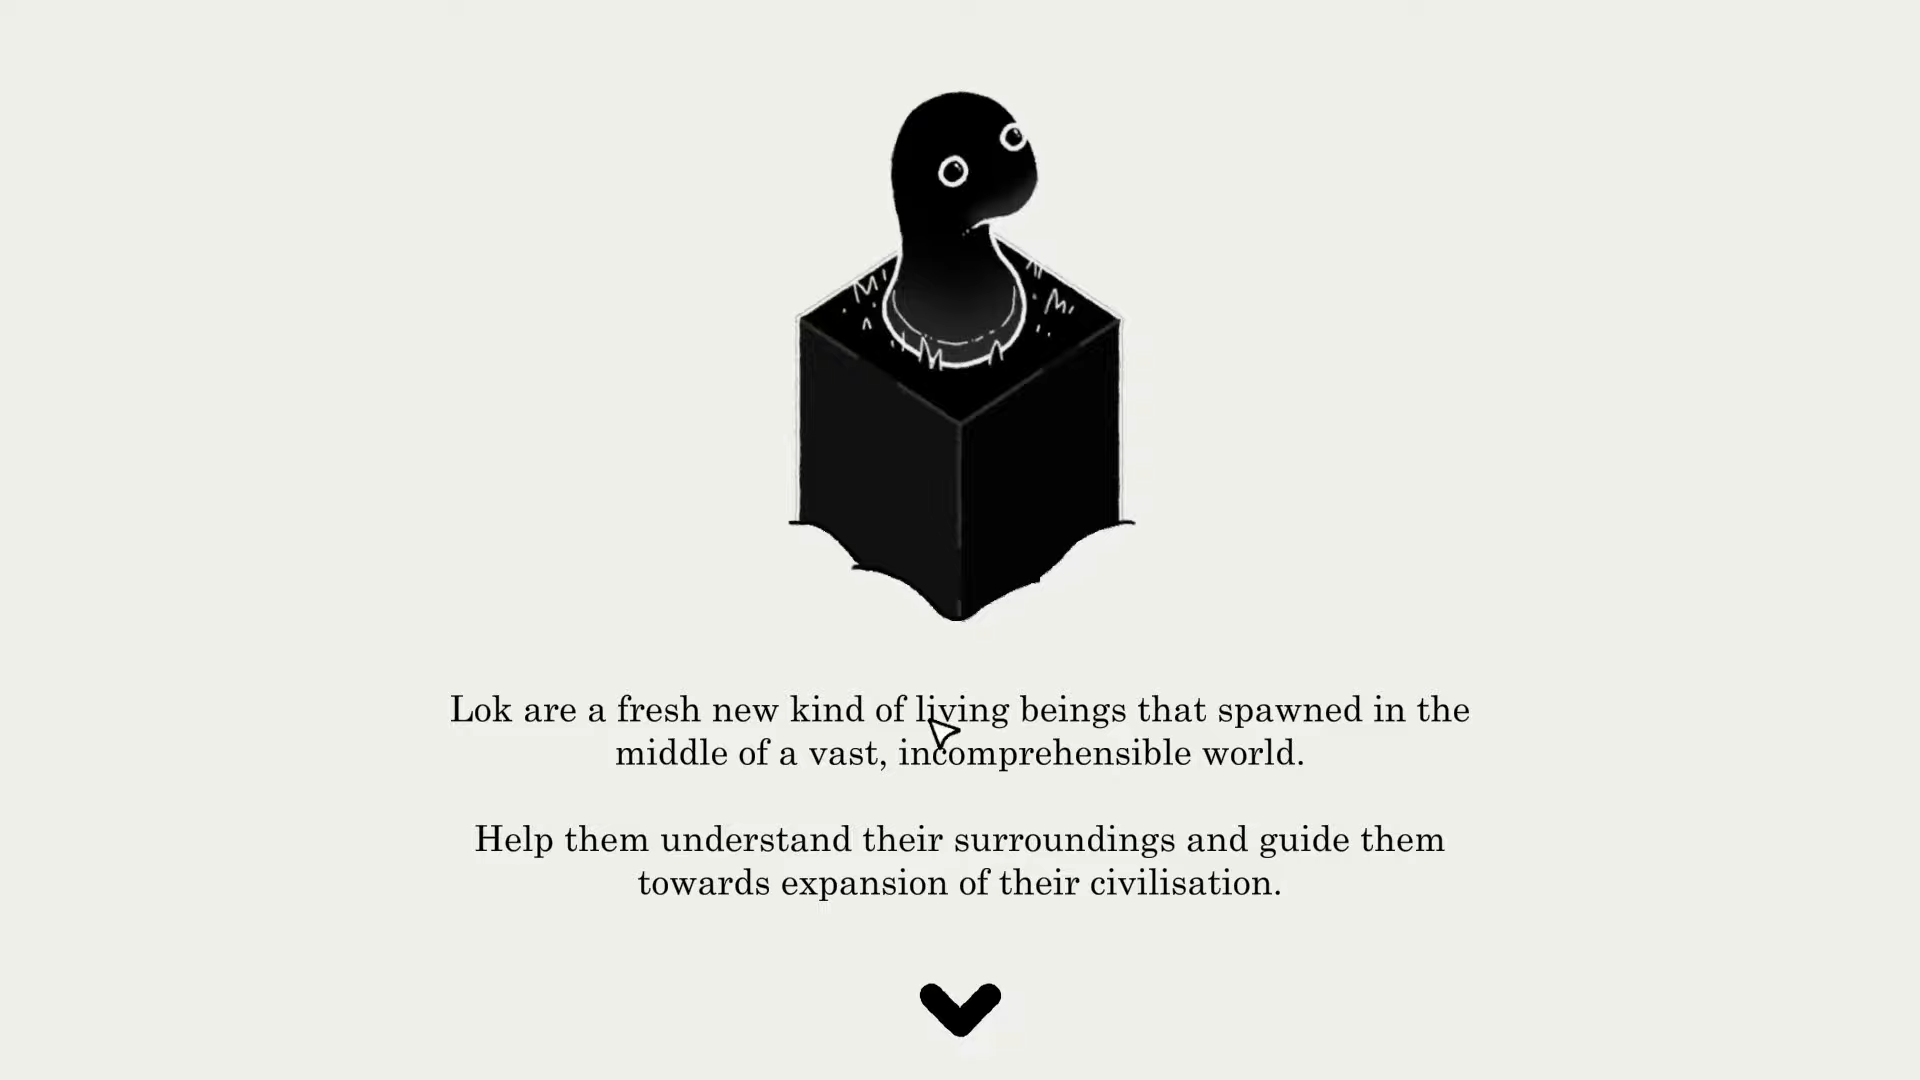 Lok are a fresh new kind of living beings that spawned in the
middle of a vast, incomprehensible world.
Help them understand their surroundings and guide them
towards expansion of their civilisation.